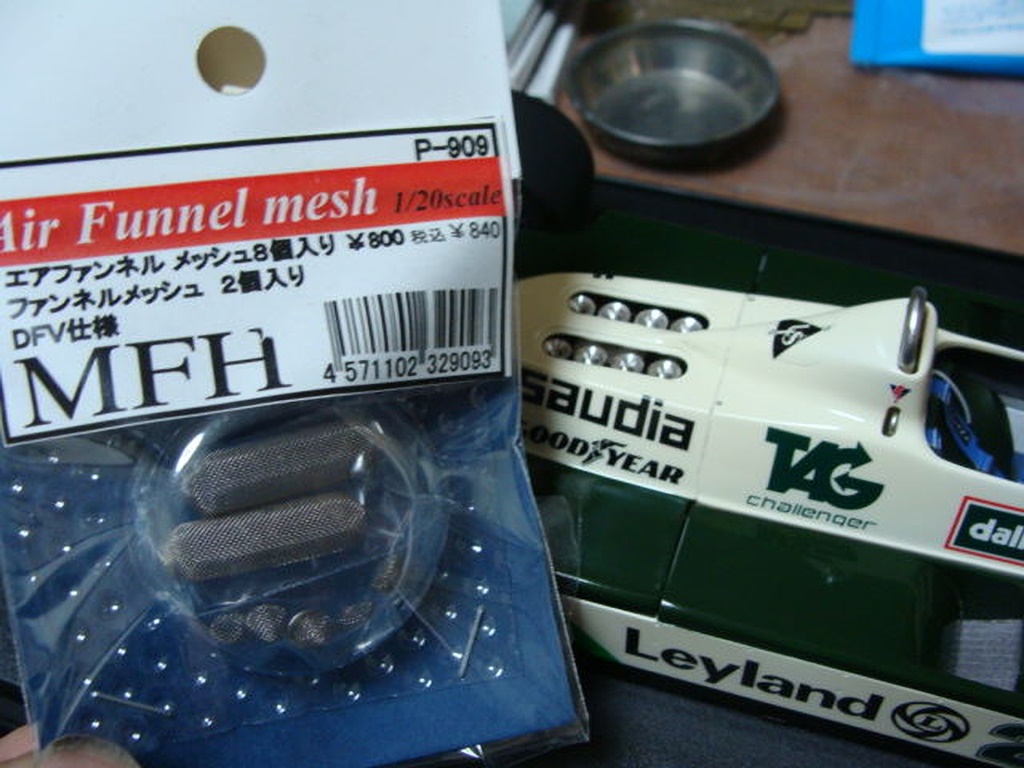 P-909
Air Funnel mesh 1/20scale
エアファンネル メッシュ8個入り ¥800 税込 ¥840
ファンネルメッシュ 2個入り
DFV仕様
MFH
4 571102 329093
saudia
GOODYEAR
TAG
challenger
dall
Leyland
L